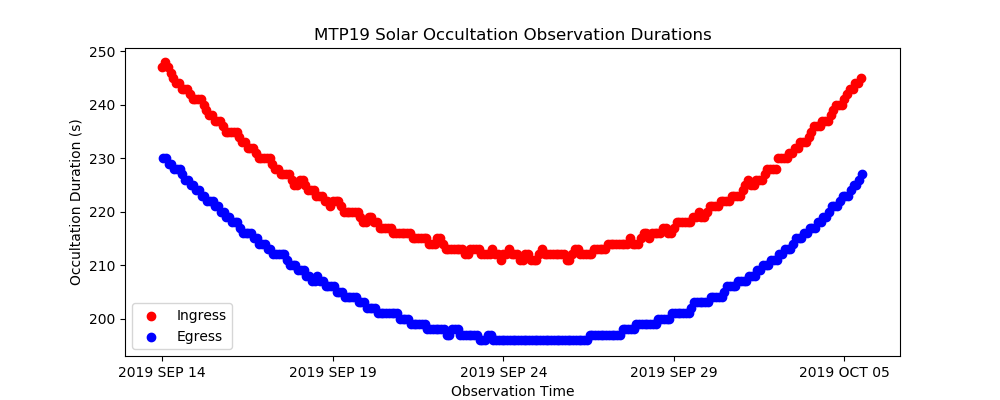 MTP19 Solar Occultation Observation Durations
Occultation Duration (s)
250
240
230
220
210
200
Ingress
Egress
2019 SEP 14 2019 SEP 19 2019 SEP 24 2019 SEP 29 2019 OCT 05
Observation Time